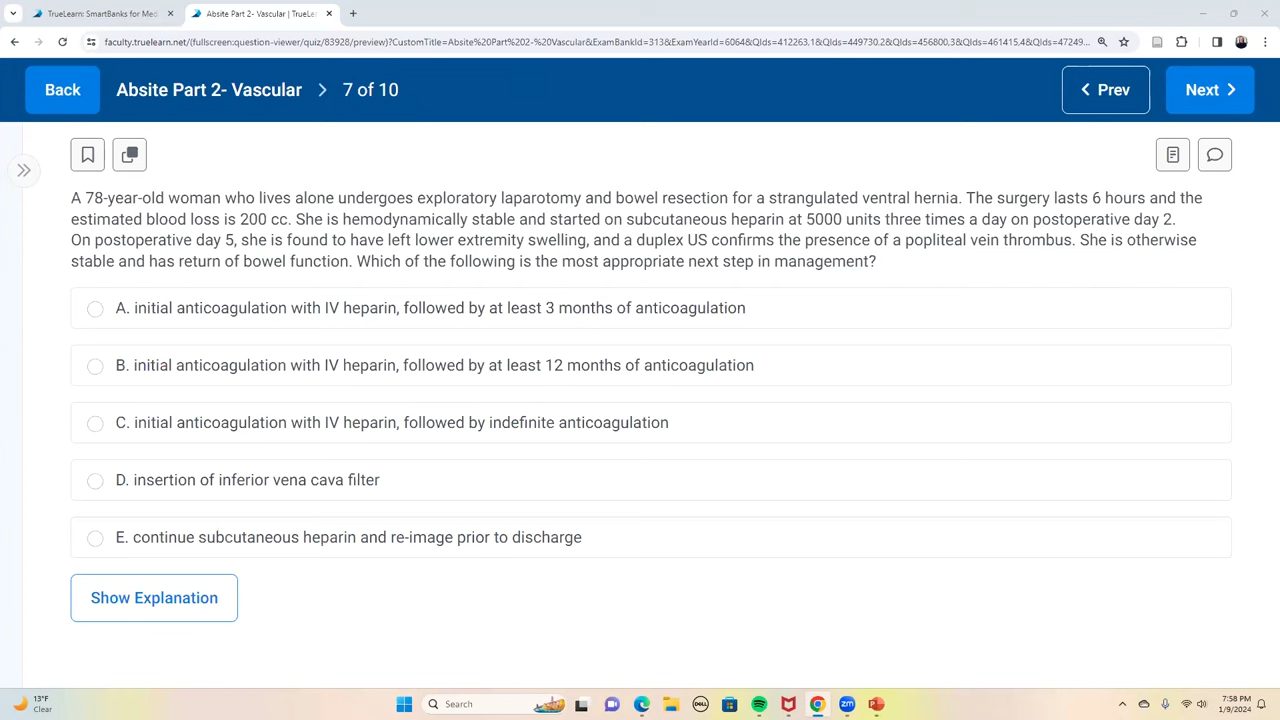 TrueLearn: SmartBanks for Med
Absite Part 2- Vascular | TrueLe
faculty.truelearn.net/(fullscreen:question-viewer/quiz/83928/preview)?CustomTitle=Absite%20Part%202-%20Vascular&ExamBankId=313&ExamYearId=6064&QIds=412263,1&QIds=449730,2&QIds=456800,3&QIds=461415,4&QIds=47249...
Back
Absite Part 2- Vascular
7 of 10
Prev
Next
A 78-year-old woman who lives alone undergoes exploratory laparotomy and bowel resection for a strangulated ventral hernia. The surgery lasts 6 hours and the
estimated blood loss is 200 cc. She is hemodynamically stable and started on subcutaneous heparin at 5000 units three times a day on postoperative day 2.
On postoperative day 5, she is found to have left lower extremity swelling, and a duplex US confirms the presence of a popliteal vein thrombus. She is otherwise
stable and has return of bowel function. Which of the following is the most appropriate next step in management?
A. initial anticoagulation with IV heparin, followed by at least 3 months of anticoagulation
B. initial anticoagulation with IV heparin, followed by at least 12 months of anticoagulation
C. initial anticoagulation with IV heparin, followed by indefinite anticoagulation
D. insertion of inferior vena cava filter
E. continue subcutaneous heparin and re-image prior to discharge
Show Explanation
13°F
Clear
Search
DELL
zm
P
7:58 PM
1/9/2024